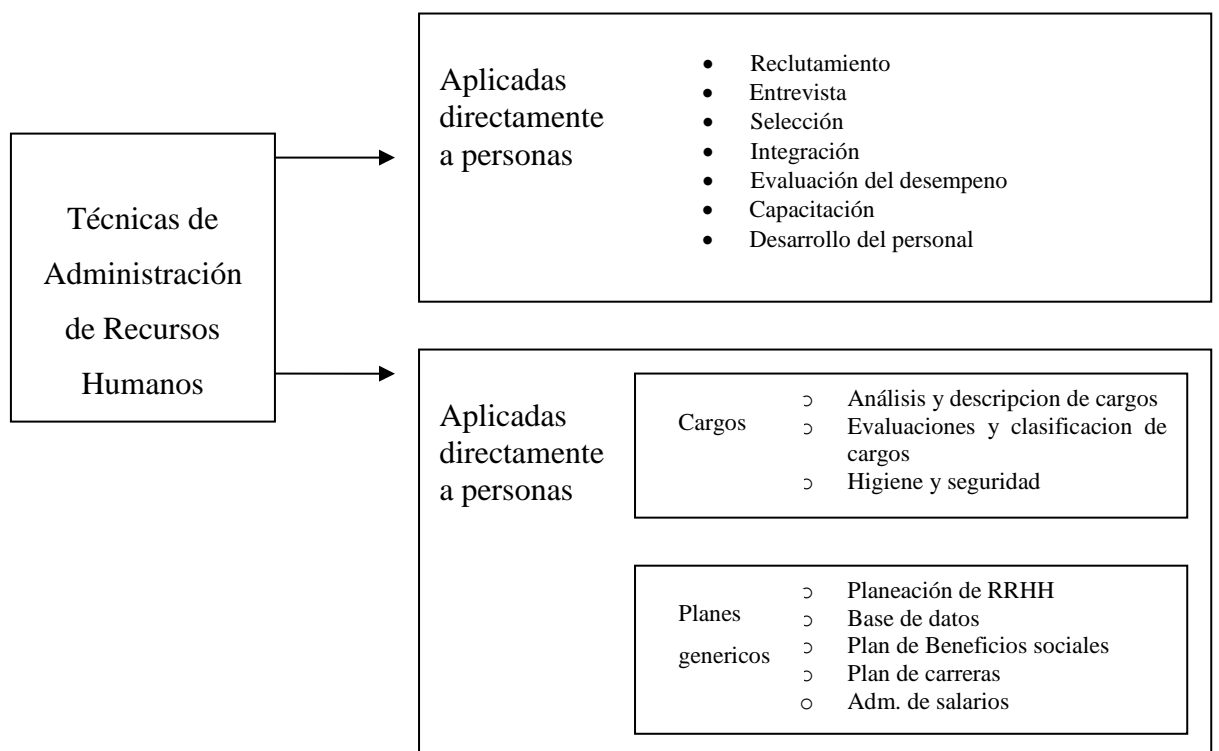 Técnicas de
Administración
de Recursos
Humanos
Aplicadas
directamente
a personas
• Reclutamiento
• Entrevista
• Selección
• Integración
• Evaluación del desempeno
• Capacitación
• Desarrollo del personal
Aplicadas
directamente
a personas
Cargos
○ Análisis y descripcion de cargos
○ Evaluaciones y clasificacion de
cargos
○ Higiene y seguridad
Planes
genericos
○ Planeación de RRHH
○ Base de datos
○ Plan de Beneficios sociales
○ Plan de carreras
○ Adm. de salarios